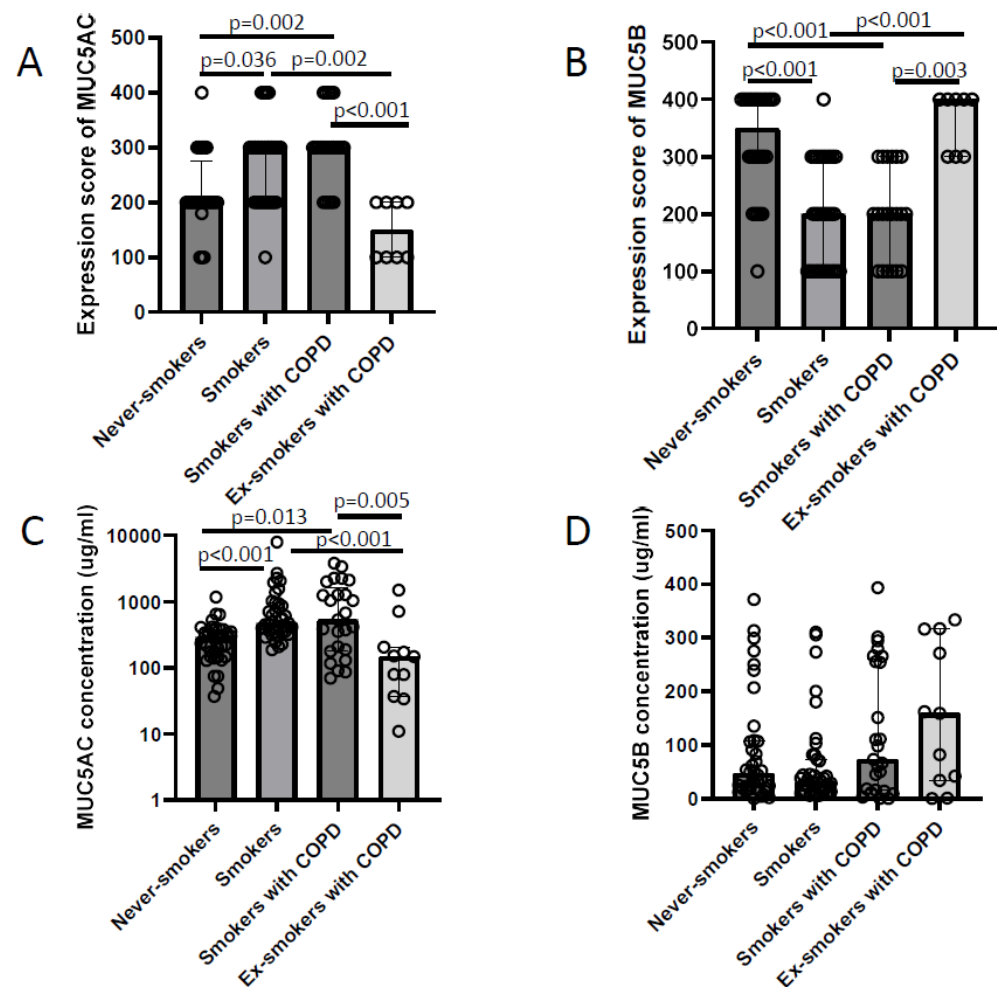 A
Expression score of MUC5AC
p=0.002
p=0.036
p=0.002
p<0.001
500
400
300
200
100
0
Never-smokers
Smokers
Smokers with COPD
Ex-smokers with COPD
B
Expression score of MUC5B
p<0.001
p<0.001
p<0.001
p=0.003
500
400
300
200
100
0
Never-smokers
Smokers
Smokers with COPD
Ex-smokers with COPD
C
MUC5AC concentration (ug/ml)
p=0.005
p=0.013
p<0.001
p<0.001
10000
1000
100
10
1
Never-smokers
Smokers
Smokers with COPD
Ex-smokers with COPD
D
MUC5B concentration (ug/ml)
500
400
300
200
100
0
Never-smokers
Smokers
Smokers with COPD
Ex-smokers with COPD